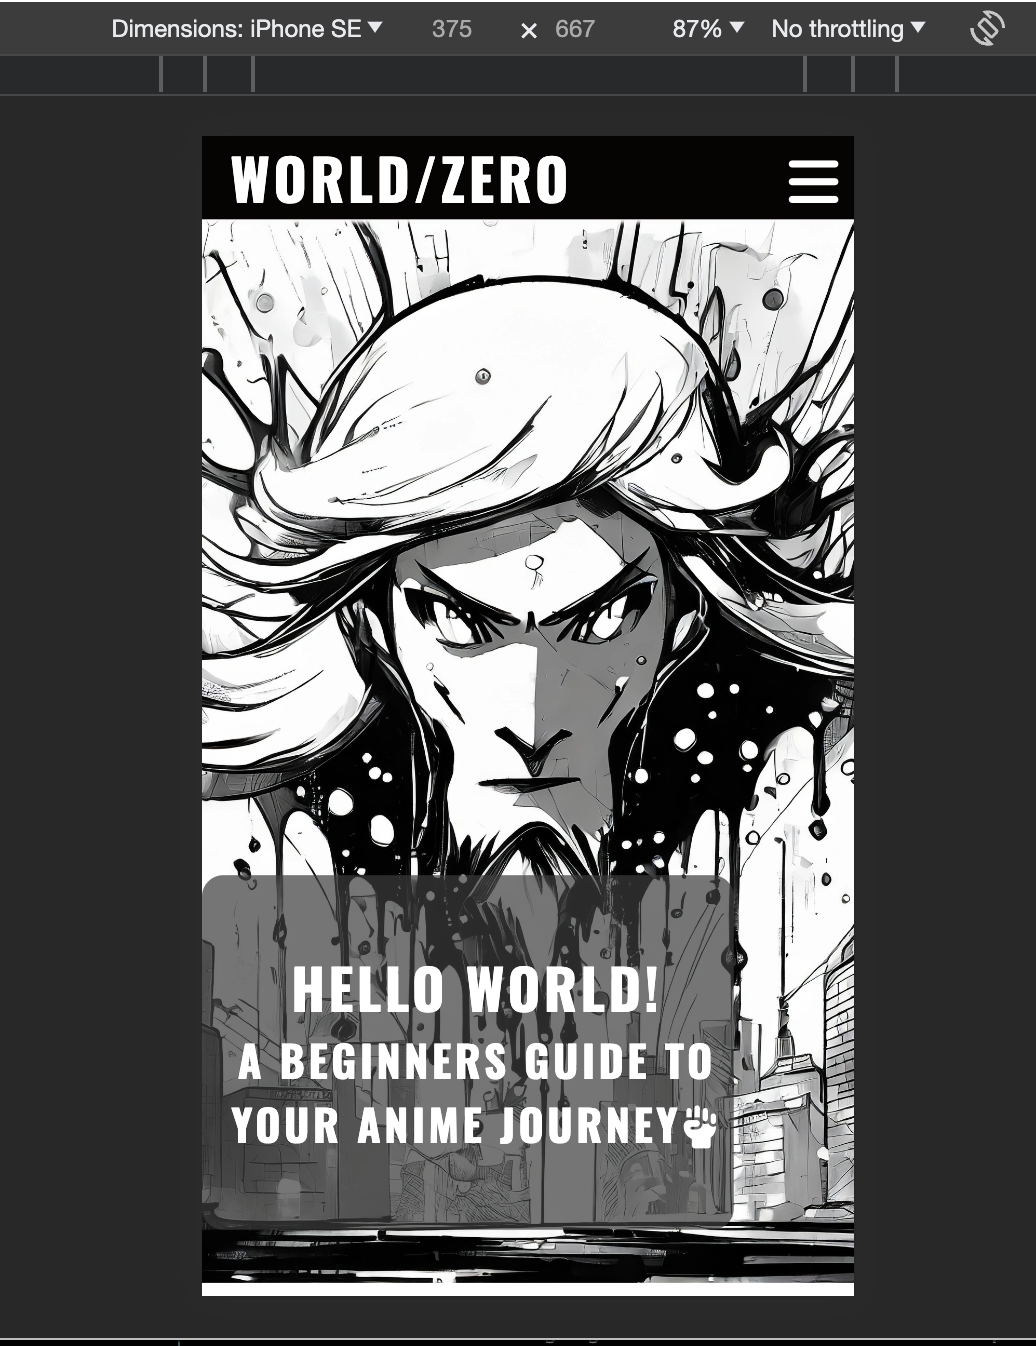 Dimensions: iPhone SE 375 × 667 87% No throttling
WORLD/ZERO
HELLO WORLD!
A BEGINNERS GUIDE TO
YOUR ANIME JOURNEY